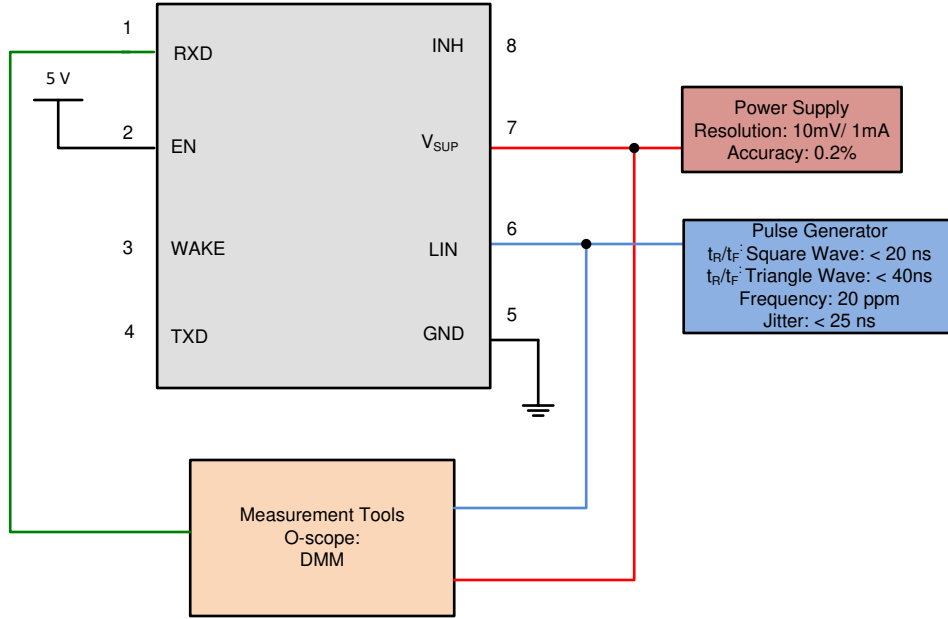 1
RXD
INH
8
5 V
2
EN
V_SUP
7
Power Supply
Resolution: 10mV/ 1mA
Accuracy: 0.2%
3
WAKE
LIN
6
Pulse Generator
t_R/t_F: Square Wave: < 20 ns
t_R/t_F: Triangle Wave: < 40ns
Frequency: 20 ppm
Jitter: < 25 ns
4
TXD
GND
5
Measurement Tools
O-scope:
DMM